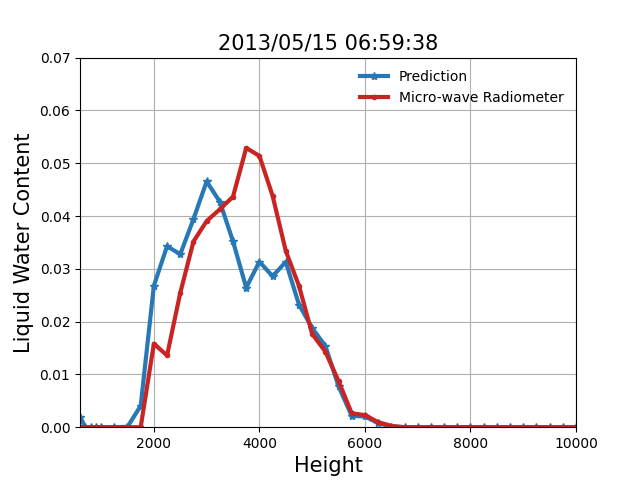 2013/05/15 06:59:38
Prediction
Micro-wave Radiometer
Liquid Water Content
0.07
0.06
0.05
0.04
0.03
0.02
0.01
0.00
2000 4000 6000 8000 10000
Height